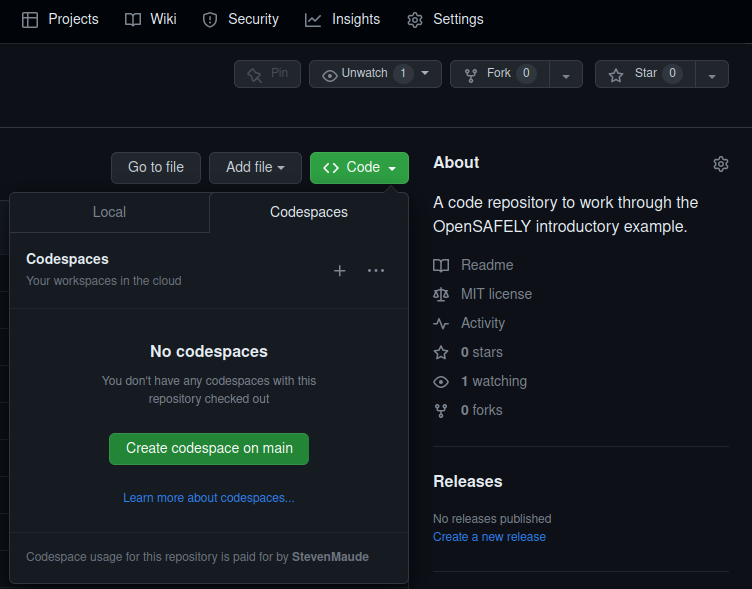 Projects Wiki Security Insights Settings
Pin Unwatch 1 Fork 0 Star 0
Go to file Add file Code
Local Codespaces
Codespaces
Your workspaces in the cloud
No codespaces
You don't have any codespaces with this
repository checked out
Create codespace on main
Learn more about codespaces...
Codespace usage for this repository is paid for by StevenMaude
About
A code repository to work through the
OpenSAFELY introductory example.
Readme
MIT license
Activity
0 stars
1 watching
0 forks
Releases
No releases published
Create a new release